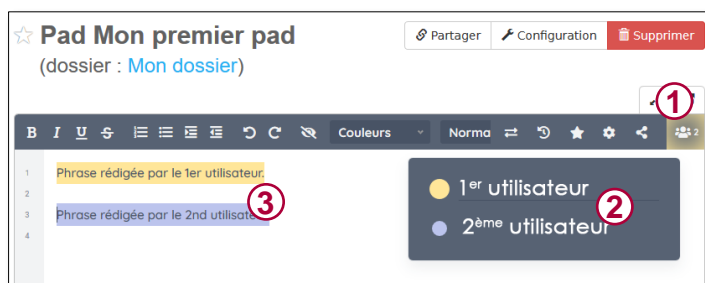 Pad Mon premier pad
Partager Configuration Supprimer
(dossier : Mon dossier)
1
B I U S Couleurs Norma 2
1 Phrase rédigée par le 1er utilisateur.
2
3 Phrase rédigée par le 2nd
4
3
1er utilisateur
2ème utilisateur
2